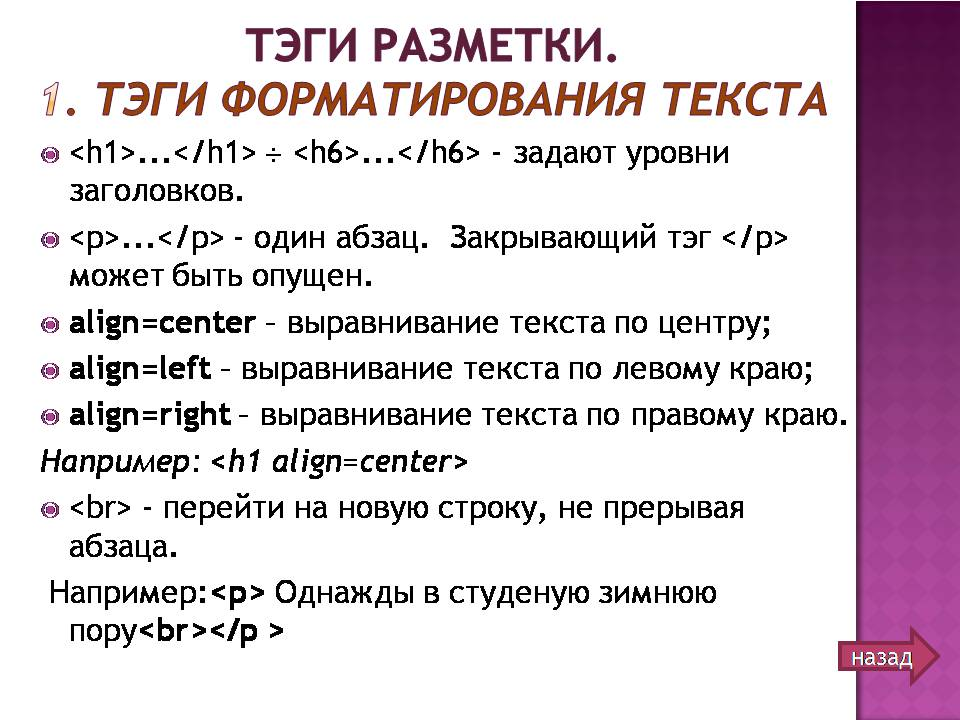 ТЭГИ РАЗМЕТКИ.
1. ТЭГИ ФОРМАТИРОВАНИЯ ТЕКСТА
<h1>...</h1> ÷ <h6>...</h6> - задают уровни
заголовков.
<p>...</p> - один абзац.  Закрывающий тэг </p>
может быть опущен.
align=center – выравнивание текста по центру;
align=left – выравнивание текста по левому краю;
align=right – выравнивание текста по правому краю.
Например: <h1 align=center>
<br> - перейти на новую строку, не прерывая
абзаца.
Например:<p> Однажды в студеную зимнюю
пору<br></p >
назад